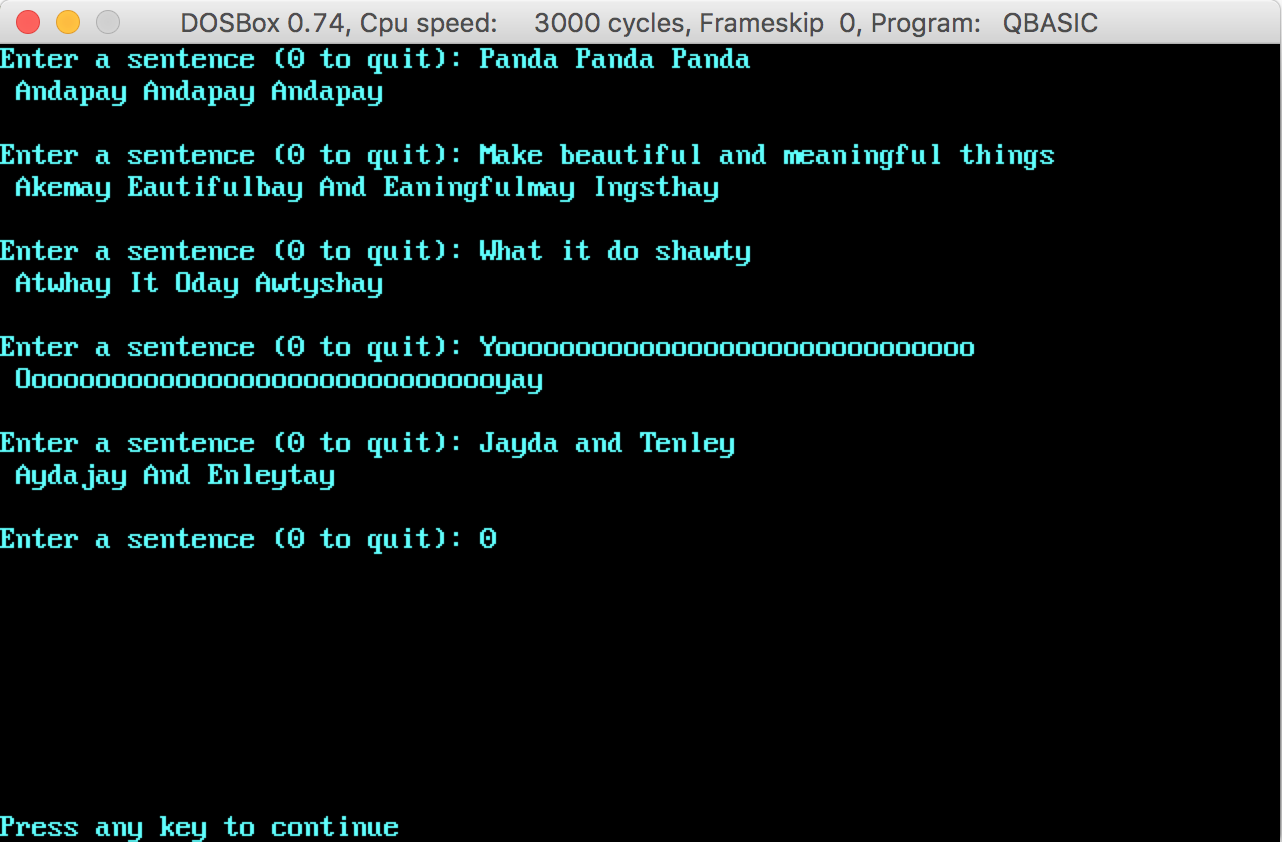 DOSBox 0.74, Cpu speed:     3000 cycles, Frameskip  0, Program:   QBASIC
Enter a sentence (0 to quit): Panda Panda Panda
 Andapay Andapay Andapay
Enter a sentence (0 to quit): Make beautiful and meaningful things
 Akemay Eautifulbay And Eaningfulmay Ingsthay
Enter a sentence (0 to quit): What it do shawty
 Atwhay It Oday Awtyshay
Enter a sentence (0 to quit): Yoooooooooooooooooooooooooooooo
 Ooooooooooooooooooooooooooooooyay
Enter a sentence (0 to quit): Jayda and Tenley
 Aydajay And Enleytay
Enter a sentence (0 to quit): 0
Press any key to continue